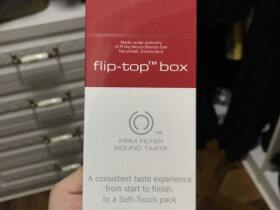 Made under authority
of Philip Morris Brands Sàrl
Neuchâtel, Switzerland
flip-top™ box
TM
FIRM FILTER
ROUND TASTE
A consistent taste experience
from start to finish.
In a Soft-Touch pack